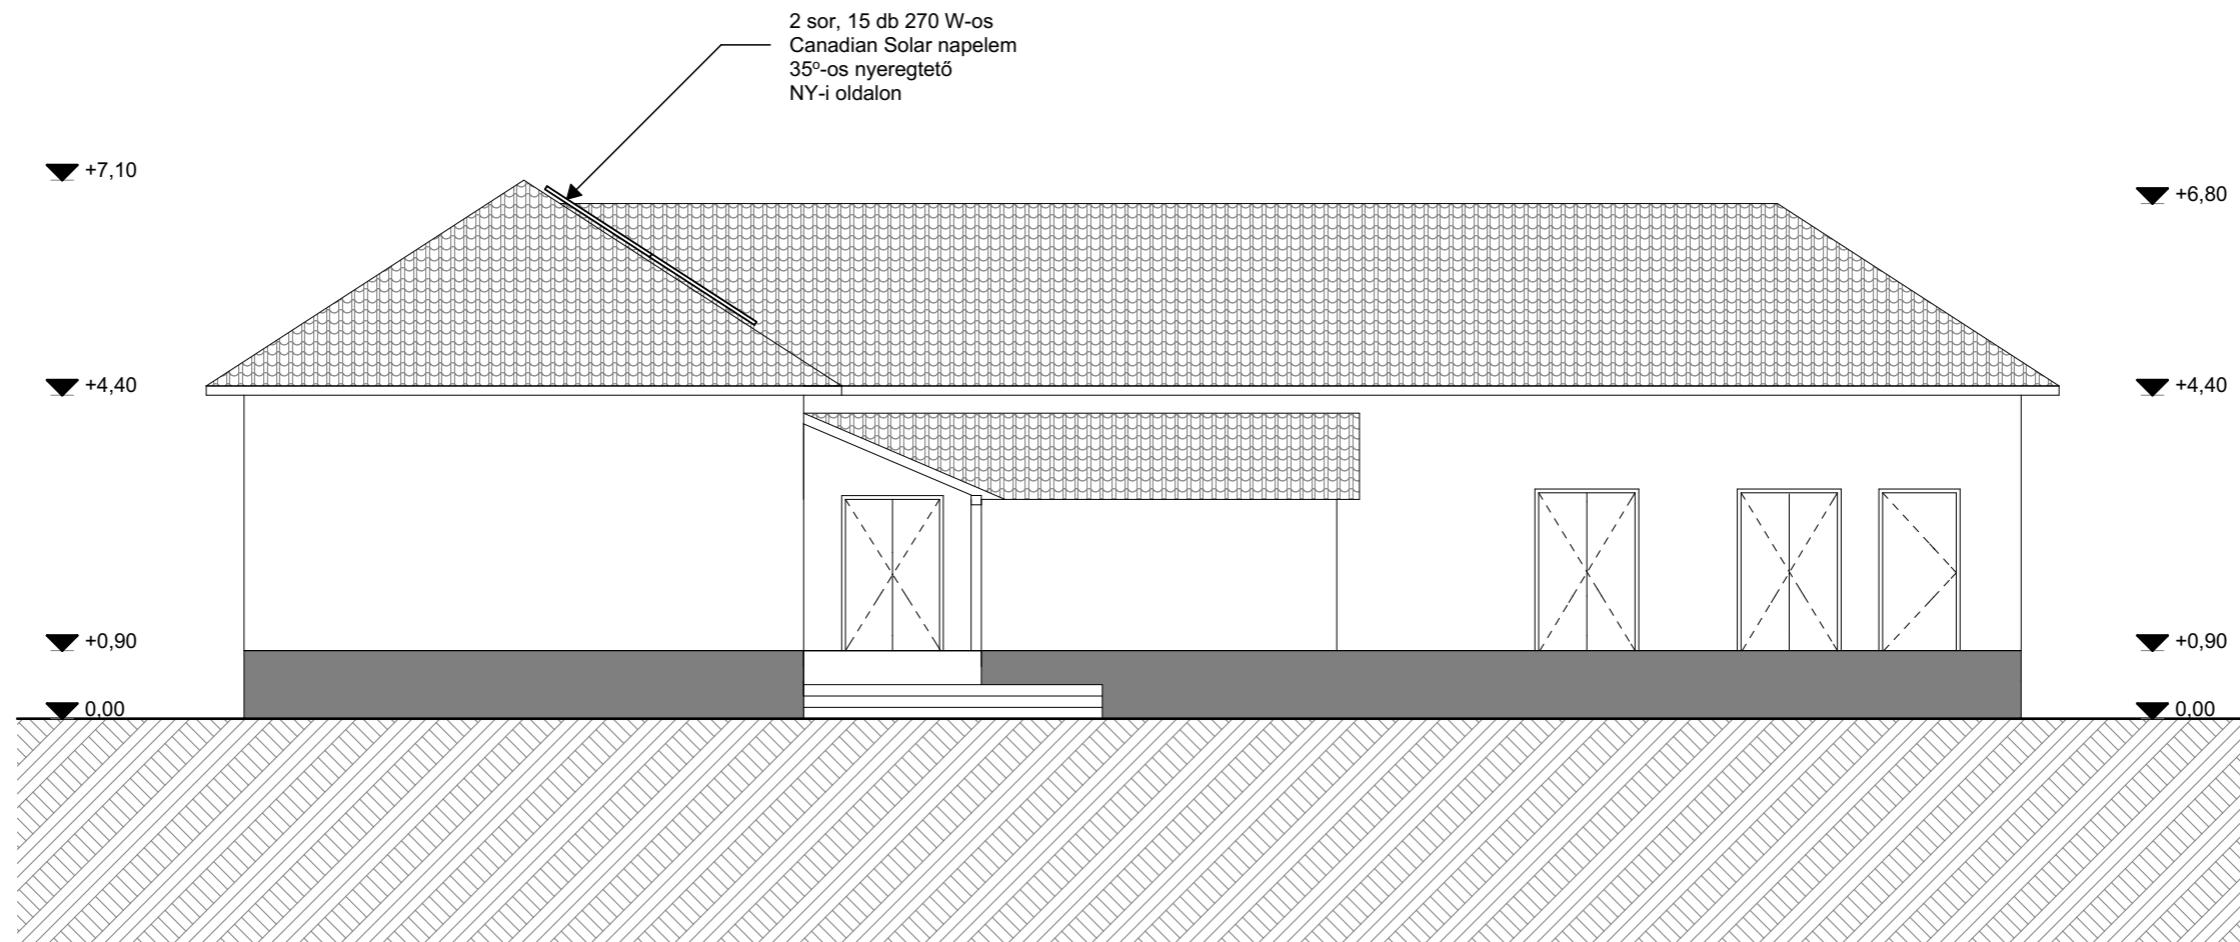 2 sor, 15 db 270 W-os
Canadian Solar napelem
35º-os nyeregtető
NY-i oldalon
+7,10
+6,80
+4,40
+4,40
+0,90
+0,90
0,00
0,00